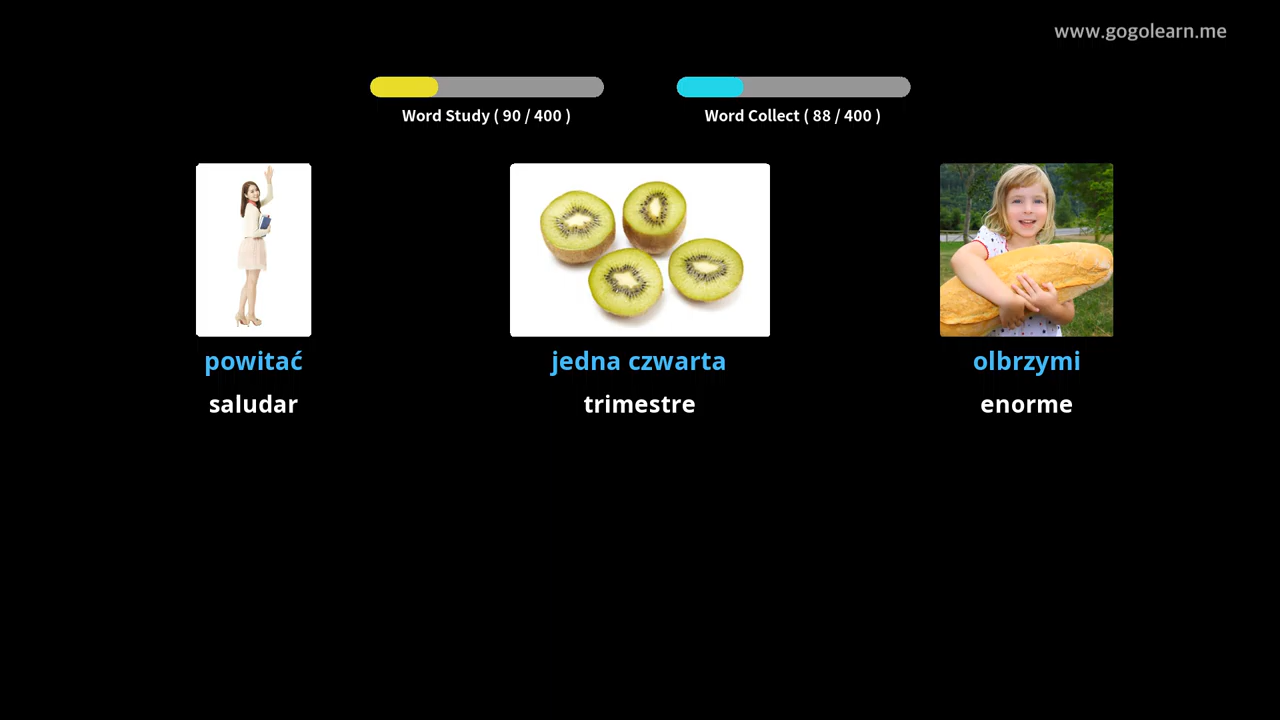 www.gogolearn.me
Word Study ( 90 / 400 )
Word Collect ( 88 / 400 )
powitać
saludar
jedna czwarta
trimestre
olbrzymi
enorme